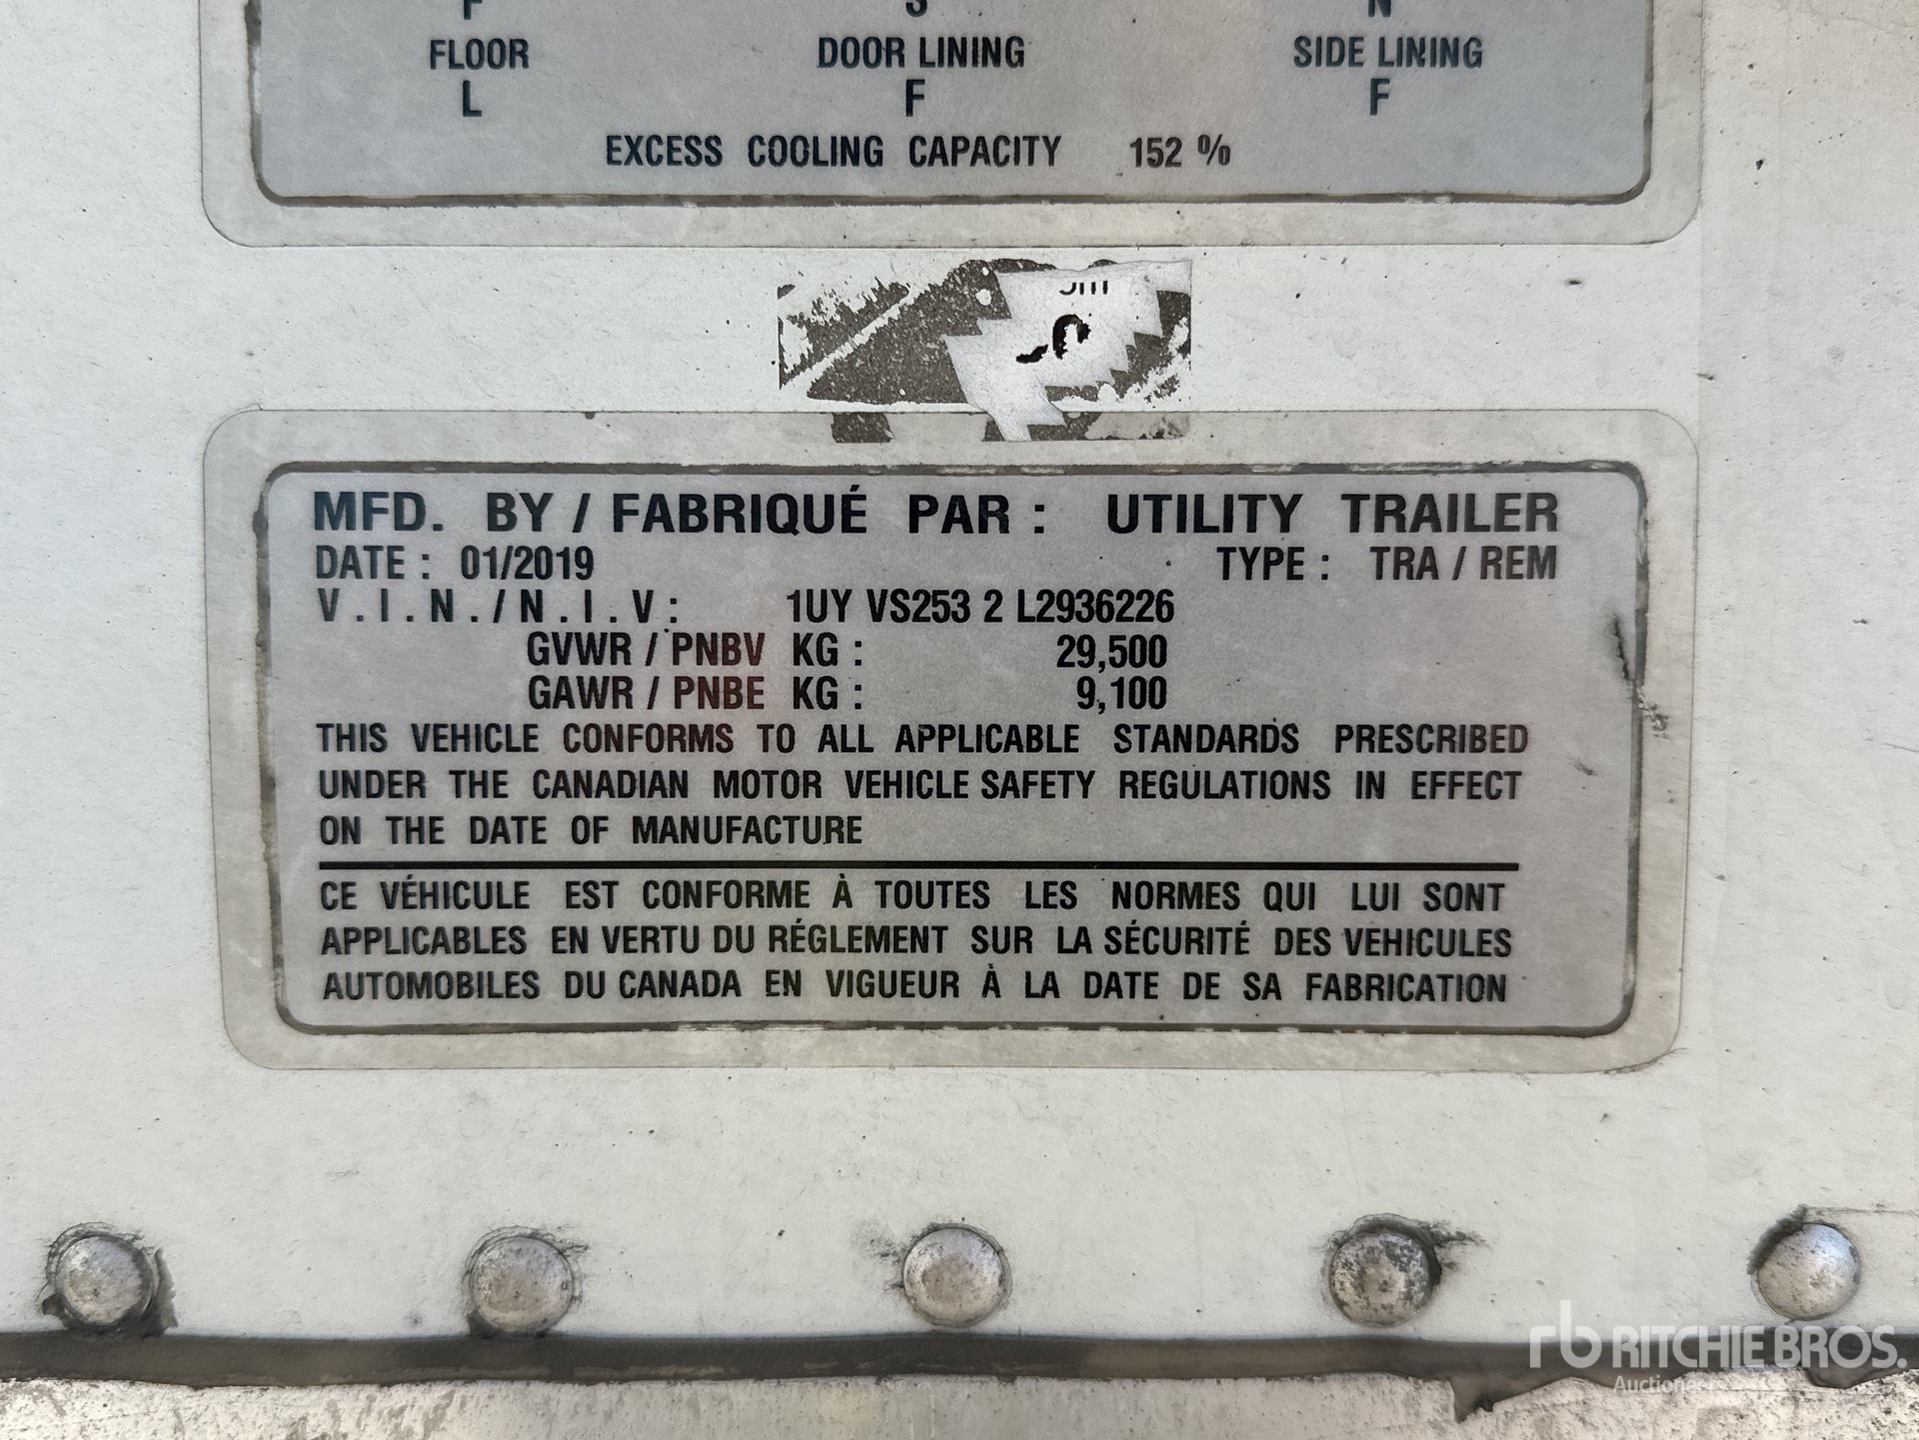 F S N
FLOOR DOOR LINING SIDE LINING
L F F
EXCESS COOLING CAPACITY 152 %
MFD. BY / FABRIQUÉ PAR : UTILITY TRAILER
DATE : 01/2019 TYPE : TRA / REM
V.I.N./N.I.V: 1UY VS253 2 L2936226
GVWR / PNBV KG : 29,500
GAWR / PNBE KG : 9,100
THIS VEHICLE CONFORMS TO ALL APPLICABLE STANDARDS PRESCRIBED
UNDER THE CANADIAN MOTOR VEHICLE SAFETY REGULATIONS IN EFFECT
ON THE DATE OF MANUFACTURE
CE VÉHICULE EST CONFORME À TOUTES LES NORMES QUI LUI SONT
APPLICABLES EN VERTU DU RÉGLEMENT SUR LA SÉCURITÉ DES VEHICULES
AUTOMOBILES DU CANADA EN VIGUEUR À LA DATE DE SA FABRICATION
rb RITCHIE BROS.
Auctioneers